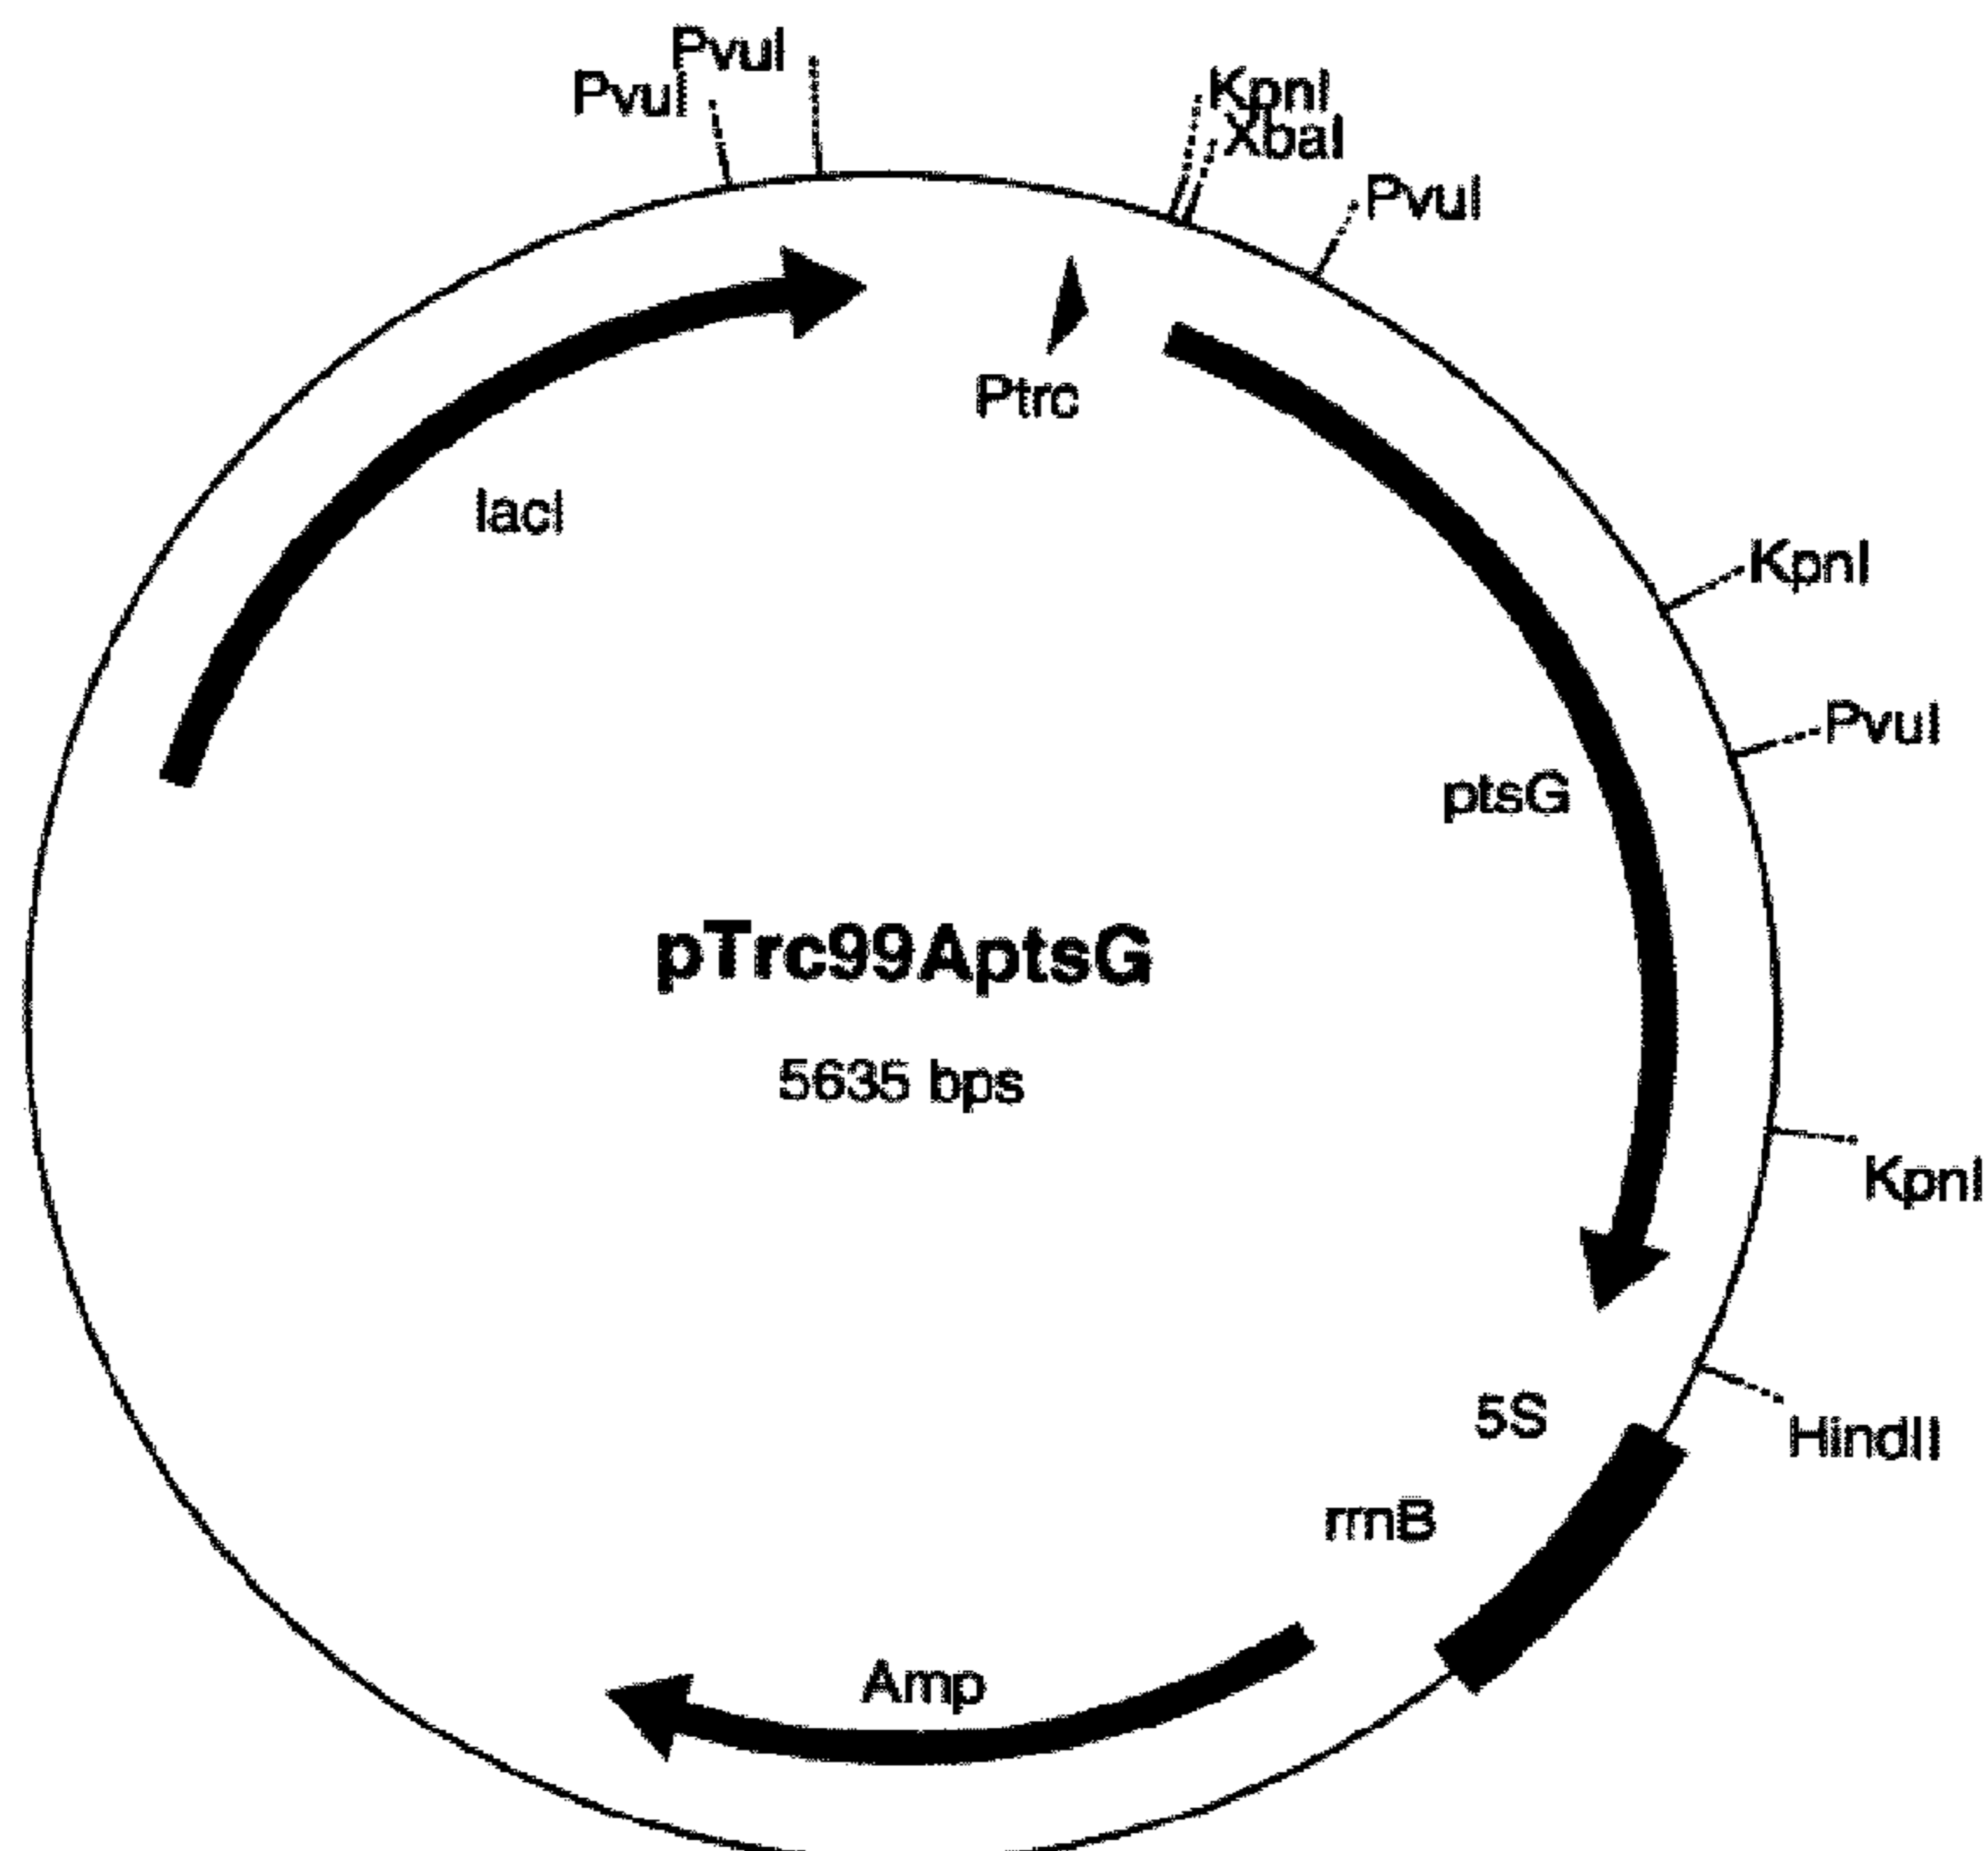 PvuI
PvuI
KpnI
XbaI
PvuI
Ptrc
lacI
KpnI
PvuI
ptsG
pTrc99AptsG
5635 bps
KpnI
5S
HindII
rrnB
Amp